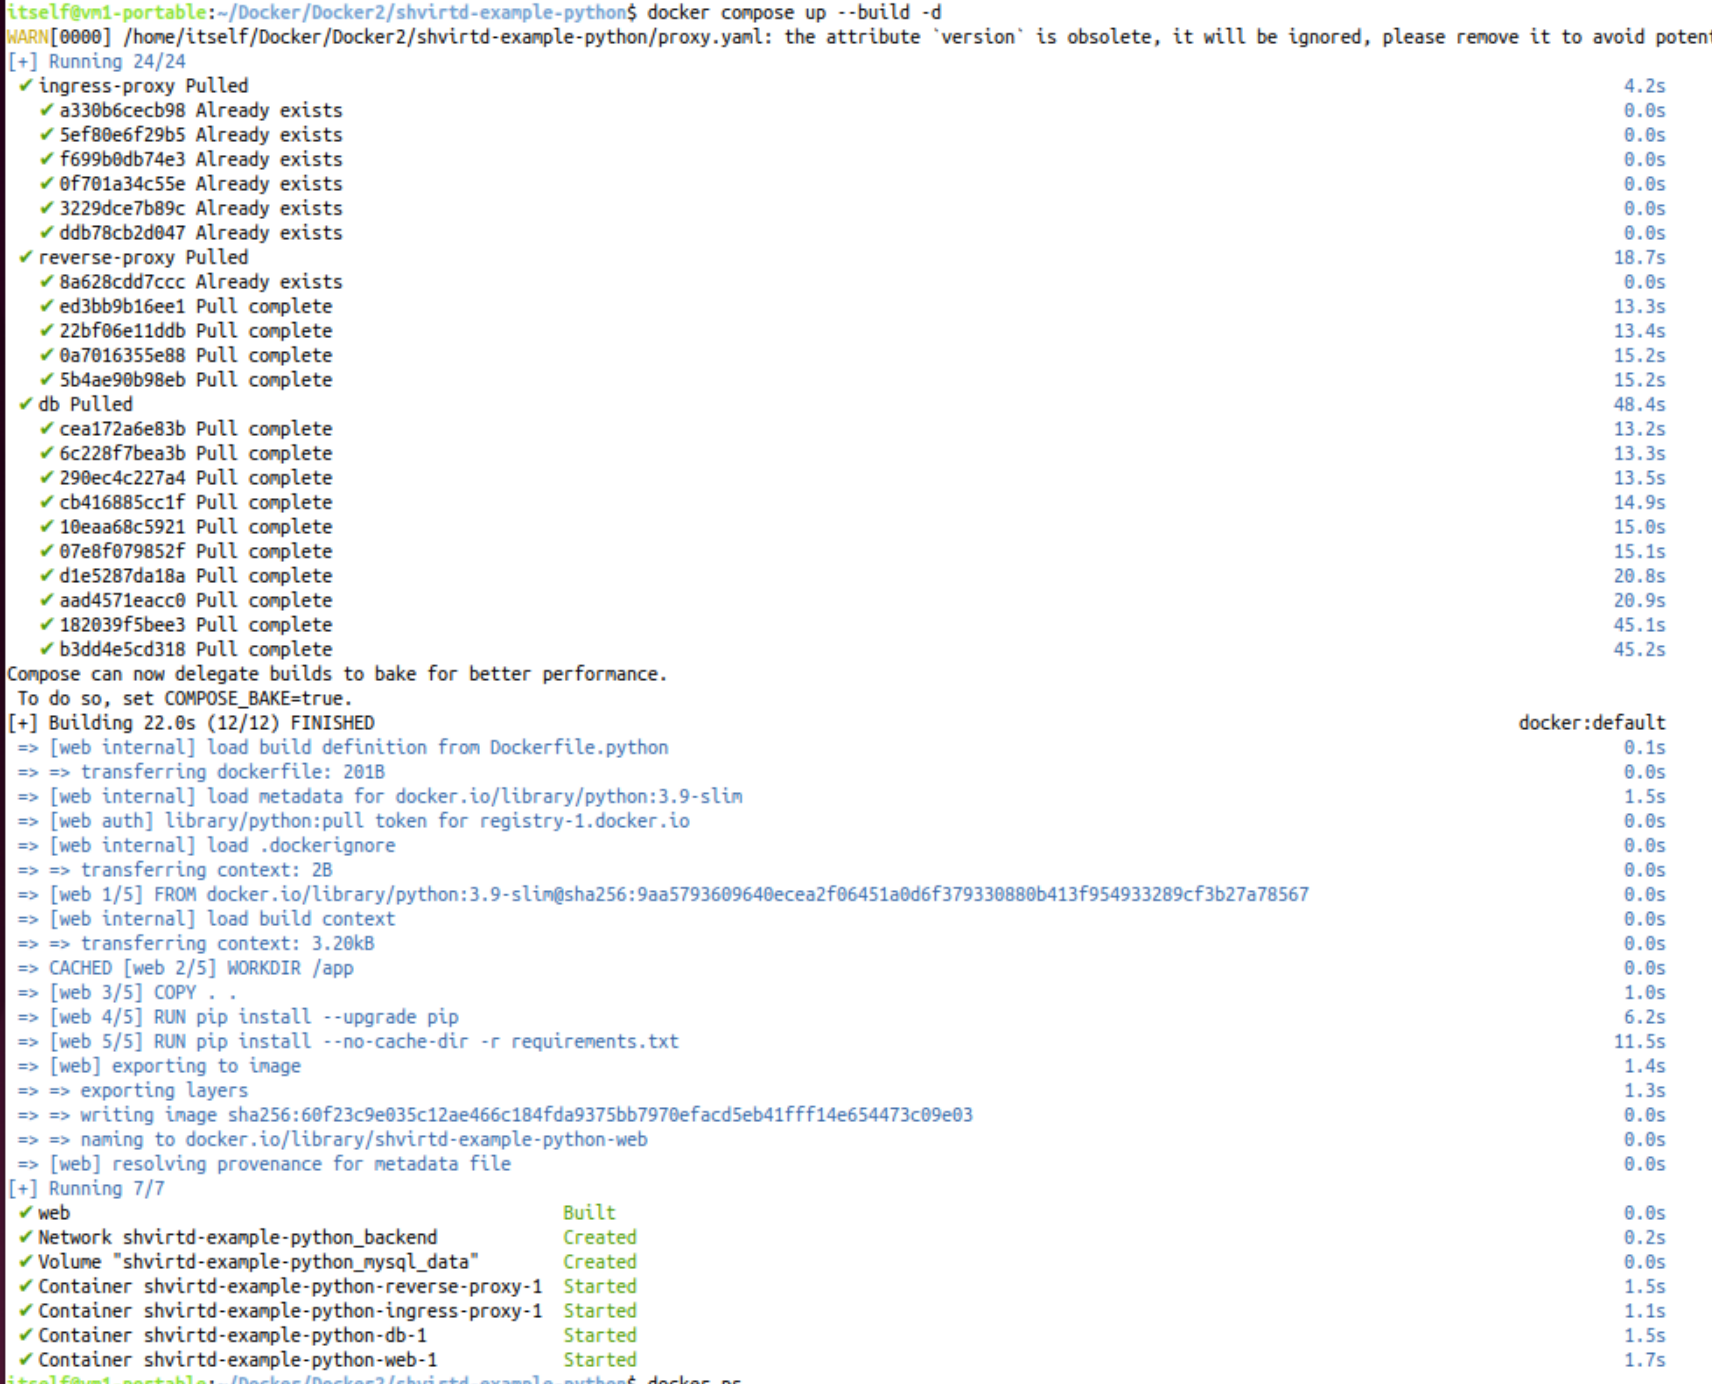 itself@vm1-portable:~/Docker/Docker2/shvirtd-example-python$ docker compose up --build -d
WARN[0000] /home/itself/Docker/Docker2/shvirtd-example-python/proxy.yaml: the attribute `version` is obsolete, it will be ignored, please remove it to avoid poten
[+] Running 24/24
✔ ingress-proxy Pulled 4.2s
✔ a330b6cecb98 Already exists 0.0s
✔ 5ef80e6f29b5 Already exists 0.0s
✔ f699b0db74e3 Already exists 0.0s
✔ 0f701a34c55e Already exists 0.0s
✔ 3229dce7b89c Already exists 0.0s
✔ ddb78cb2d047 Already exists 0.0s
✔ reverse-proxy Pulled 18.7s
✔ 8a628cdd7ccc Already exists 0.0s
✔ ed3bb9b16ee1 Pull complete 13.3s
✔ 22bf06e11ddb Pull complete 13.4s
✔ 0a7016355e88 Pull complete 15.2s
✔ 5b4ae90b98eb Pull complete 15.2s
✔ db Pulled 48.4s
✔ cea172a6e83b Pull complete 13.2s
✔ 6c228f7bea3b Pull complete 13.3s
✔ 290ec4c227a4 Pull complete 13.5s
✔ cb416885cc1f Pull complete 14.9s
✔ 10eaa68c5921 Pull complete 15.0s
✔ 07e8f079852f Pull complete 15.1s
✔ d1e5287da18a Pull complete 20.8s
✔ aad4571eacc0 Pull complete 20.9s
✔ 182039f5bee3 Pull complete 45.1s
✔ b3dd4e5cd318 Pull complete 45.2s
Compose can now delegate builds to bake for better performance.
To do so, set COMPOSE_BAKE=true.
[+] Building 22.0s (12/12) FINISHED docker:default
=> [web internal] load build definition from Dockerfile.python 0.1s
=> => transferring dockerfile: 201B 0.0s
=> [web internal] load metadata for docker.io/library/python:3.9-slim 1.5s
=> [web auth] library/python:pull token for registry-1.docker.io 0.0s
=> [web internal] load .dockerignore 0.0s
=> => transferring context: 2B 0.0s
=> [web 1/5] FROM docker.io/library/python:3.9-slim@sha256:9aa5793609640ecea2f06451a0d6f379330880b413f954933289cf3b27a78567 0.0s
=> [web internal] load build context 0.0s
=> => transferring context: 3.20kB 0.0s
=> CACHED [web 2/5] WORKDIR /app 0.0s
=> [web 3/5] COPY . . 1.0s
=> [web 4/5] RUN pip install --upgrade pip 6.2s
=> [web 5/5] RUN pip install --no-cache-dir -r requirements.txt 11.5s
=> [web] exporting to image 1.4s
=> => exporting layers 1.3s
=> => writing image sha256:60f23c9e035c12ae466c184fda9375bb7970efacd5eb41fff14e654473c09e03 0.0s
=> => naming to docker.io/library/shvirtd-example-python-web 0.0s
=> [web] resolving provenance for metadata file 0.0s
[+] Running 7/7
✔ web Built 0.0s
✔ Network shvirtd-example-python_backend Created 0.2s
✔ Volume "shvirtd-example-python_mysql_data" Created 0.0s
✔ Container shvirtd-example-python-reverse-proxy-1 Started 1.5s
✔ Container shvirtd-example-python-ingress-proxy-1 Started 1.1s
✔ Container shvirtd-example-python-db-1 Started 1.5s
✔ Container shvirtd-example-python-web-1 Started 1.7s
itself@vm1-portable:~/Docker/Docker2/shvirtd-example-python$ docker ps